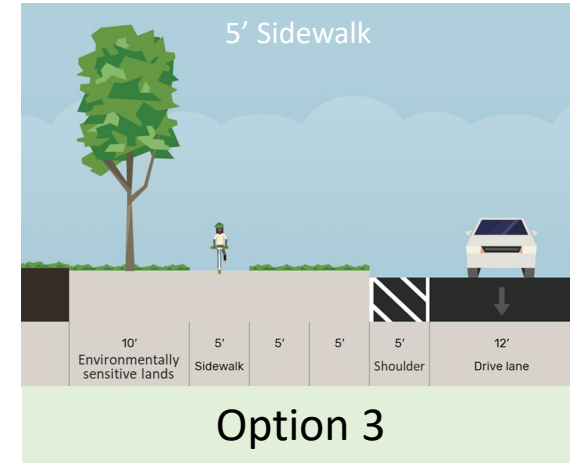 5' Sidewalk
10' 5' 5' 5' 5' 12'
Environmentally sensitive lands Sidewalk Shoulder Drive lane
Option 3